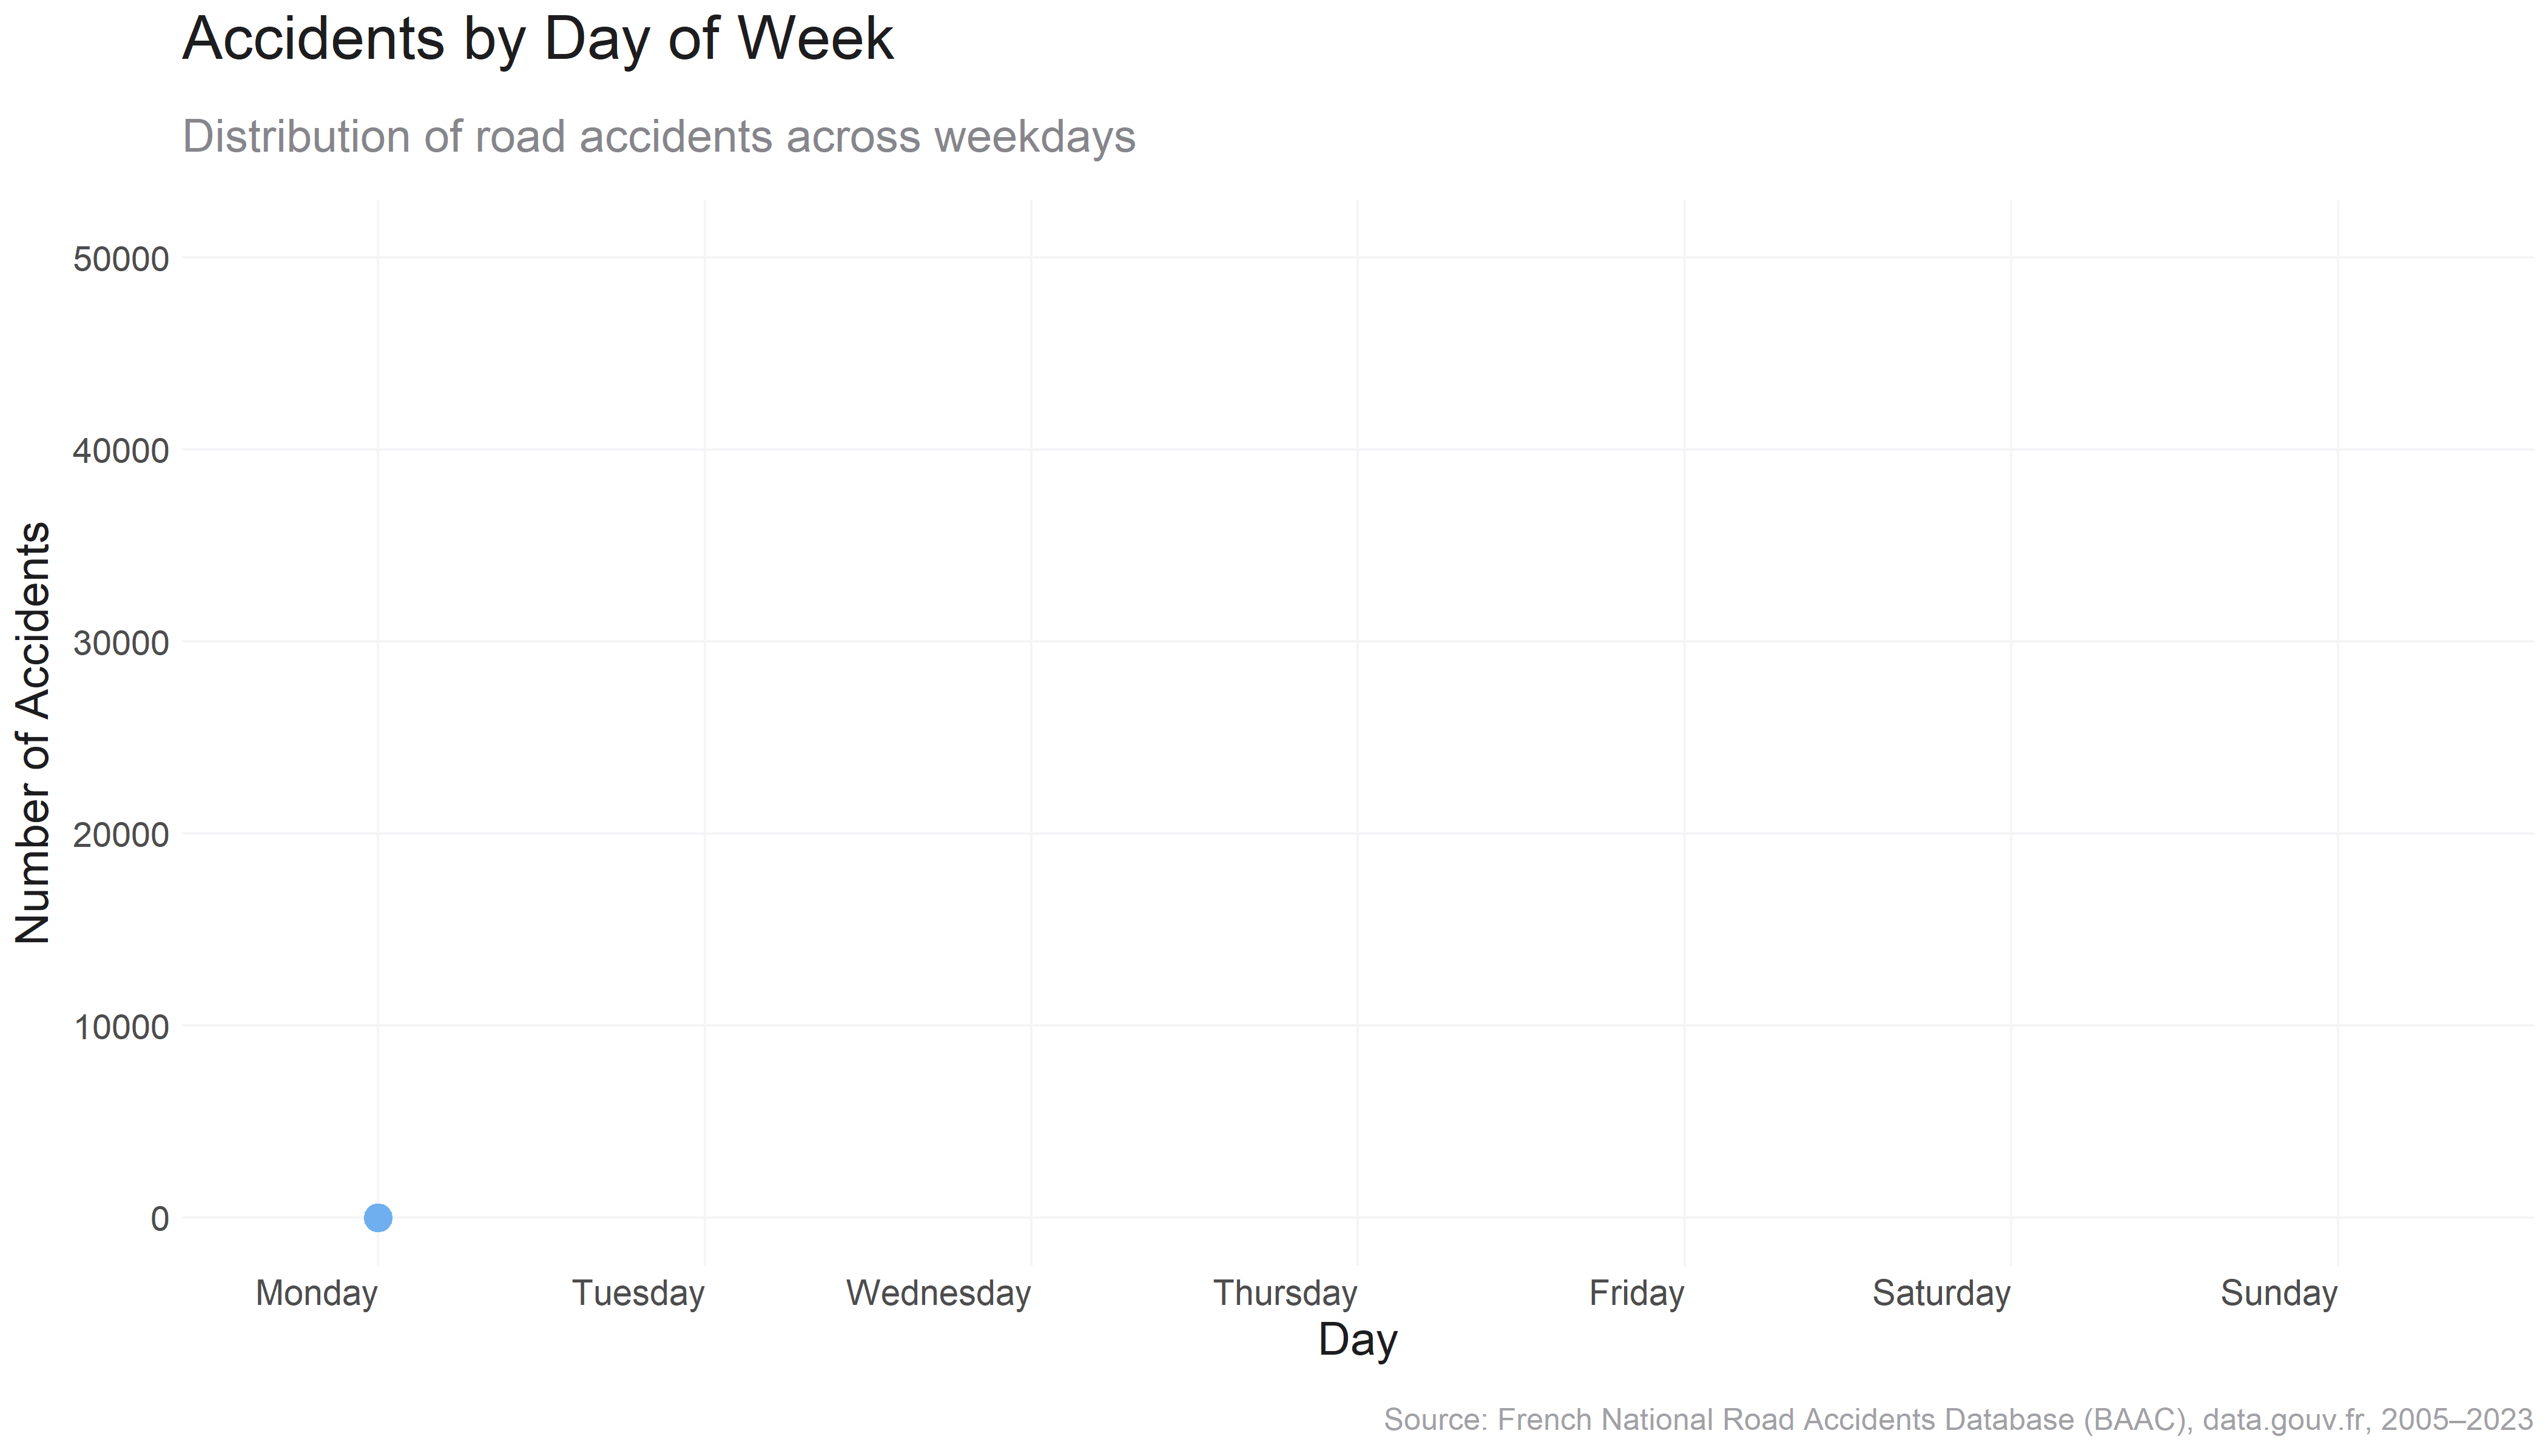 Accidents by Day of Week
Distribution of road accidents across weekdays
Number of Accidents
50000
40000
30000
20000
10000
0
Monday Tuesday Wednesday Thursday Friday Saturday Sunday
Day
Source: French National Road Accidents Database (BAAC), data.gouv.fr, 2005–2023